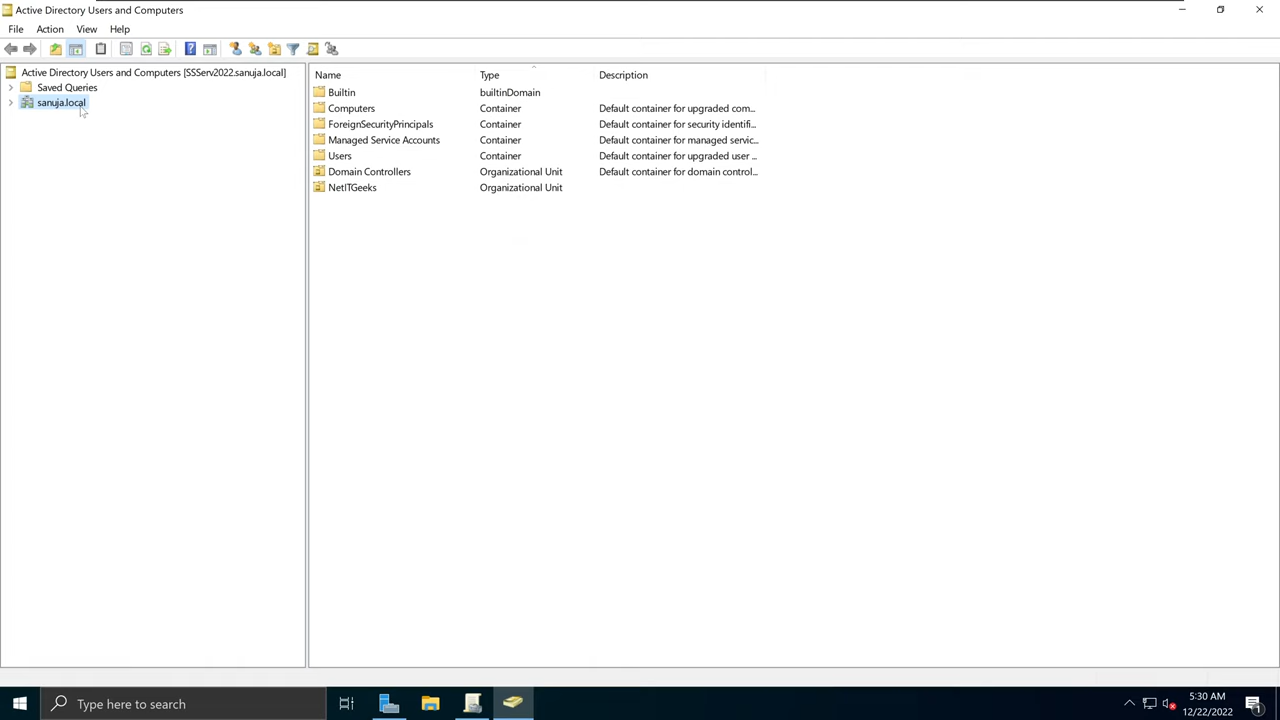 Active Directory Users and Computers
File Action View Help
Active Directory Users and Computers [SSServ2022.sanuja.local]
Saved Queries
sanuja.local
Name Type Description
Builtin builtinDomain
Computers Container Default container for upgraded com...
ForeignSecurityPrincipals Container Default container for security identifi...
Managed Service Accounts Container Default container for managed servic...
Users Container Default container for upgraded user ...
Domain Controllers Organizational Unit Default container for domain control...
NetITGeeks Organizational Unit
Type here to search
5:30 AM
12/22/2022
1